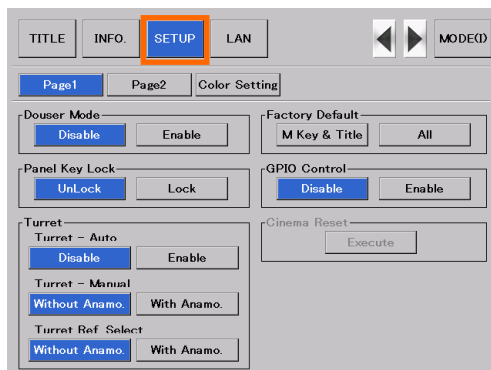 TITLE INFO. SETUP LAN MODE(I)
Page1 Page2 Color Setting
Douser Mode
Disable Enable
Factory Default
M Key & Title All
Panel Key Lock
UnLock Lock
GPIO Control
Disable Enable
Turret
Turret - Auto
Disable Enable
Turret - Manual
Without Anamo. With Anamo.
Turret Ref Select
Without Anamo. With Anamo.
Cinema Reset
Execute